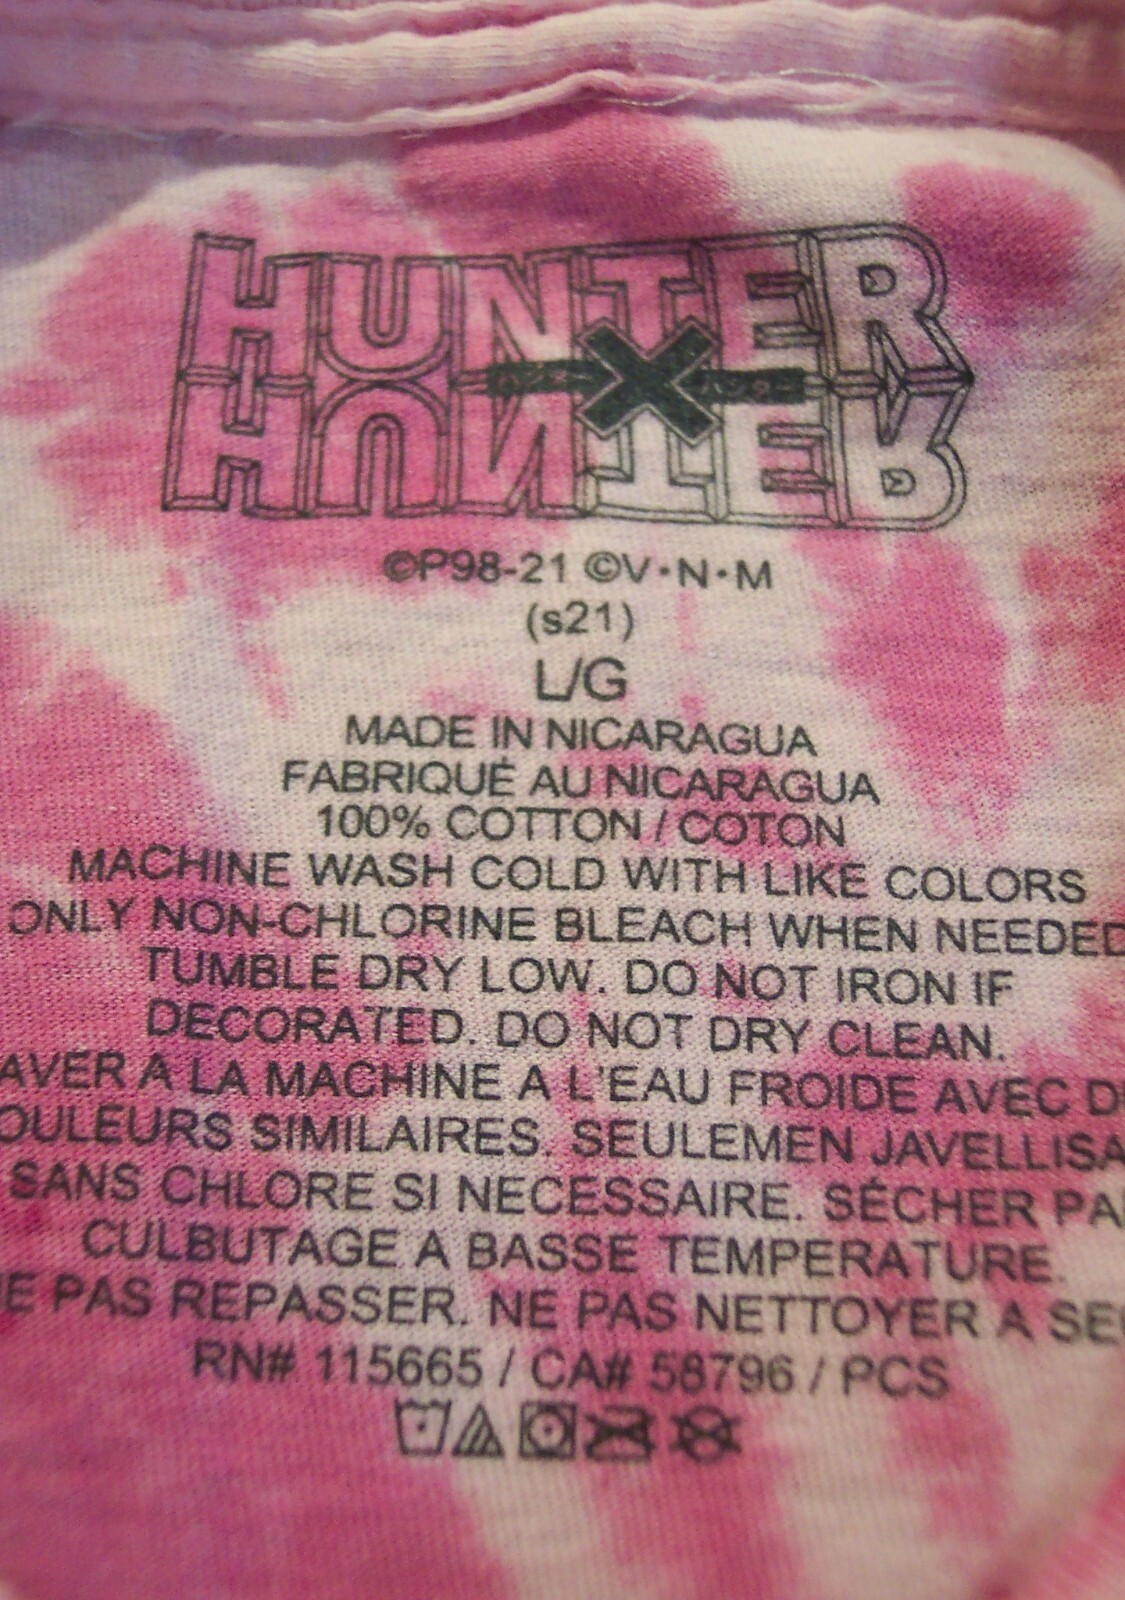 HUNTER
X
HUNTER
©P98-21 ©V·N·M
(s21)
L/G
MADE IN NICARAGUA
FABRIQUÉ AU NICARAGUA
100% COTTON / COTON
MACHINE WASH COLD WITH LIKE COLORS
ONLY NON-CHLORINE BLEACH WHEN NEEDED
TUMBLE DRY LOW. DO NOT IRON IF
DECORATED. DO NOT DRY CLEAN.
AVER A LA MACHINE A L'EAU FROIDE AVEC D
OULEURS SIMILAIRES. SEULEMEN JAVELLISA
SANS CHLORE SI NECESSAIRE. SÉCHER PA
CULBUTAGE A BASSE TEMPERATURE.
E PAS REPASSER. NE PAS NETTOYER A SE
RN# 115665 / CA# 58796 / PCS